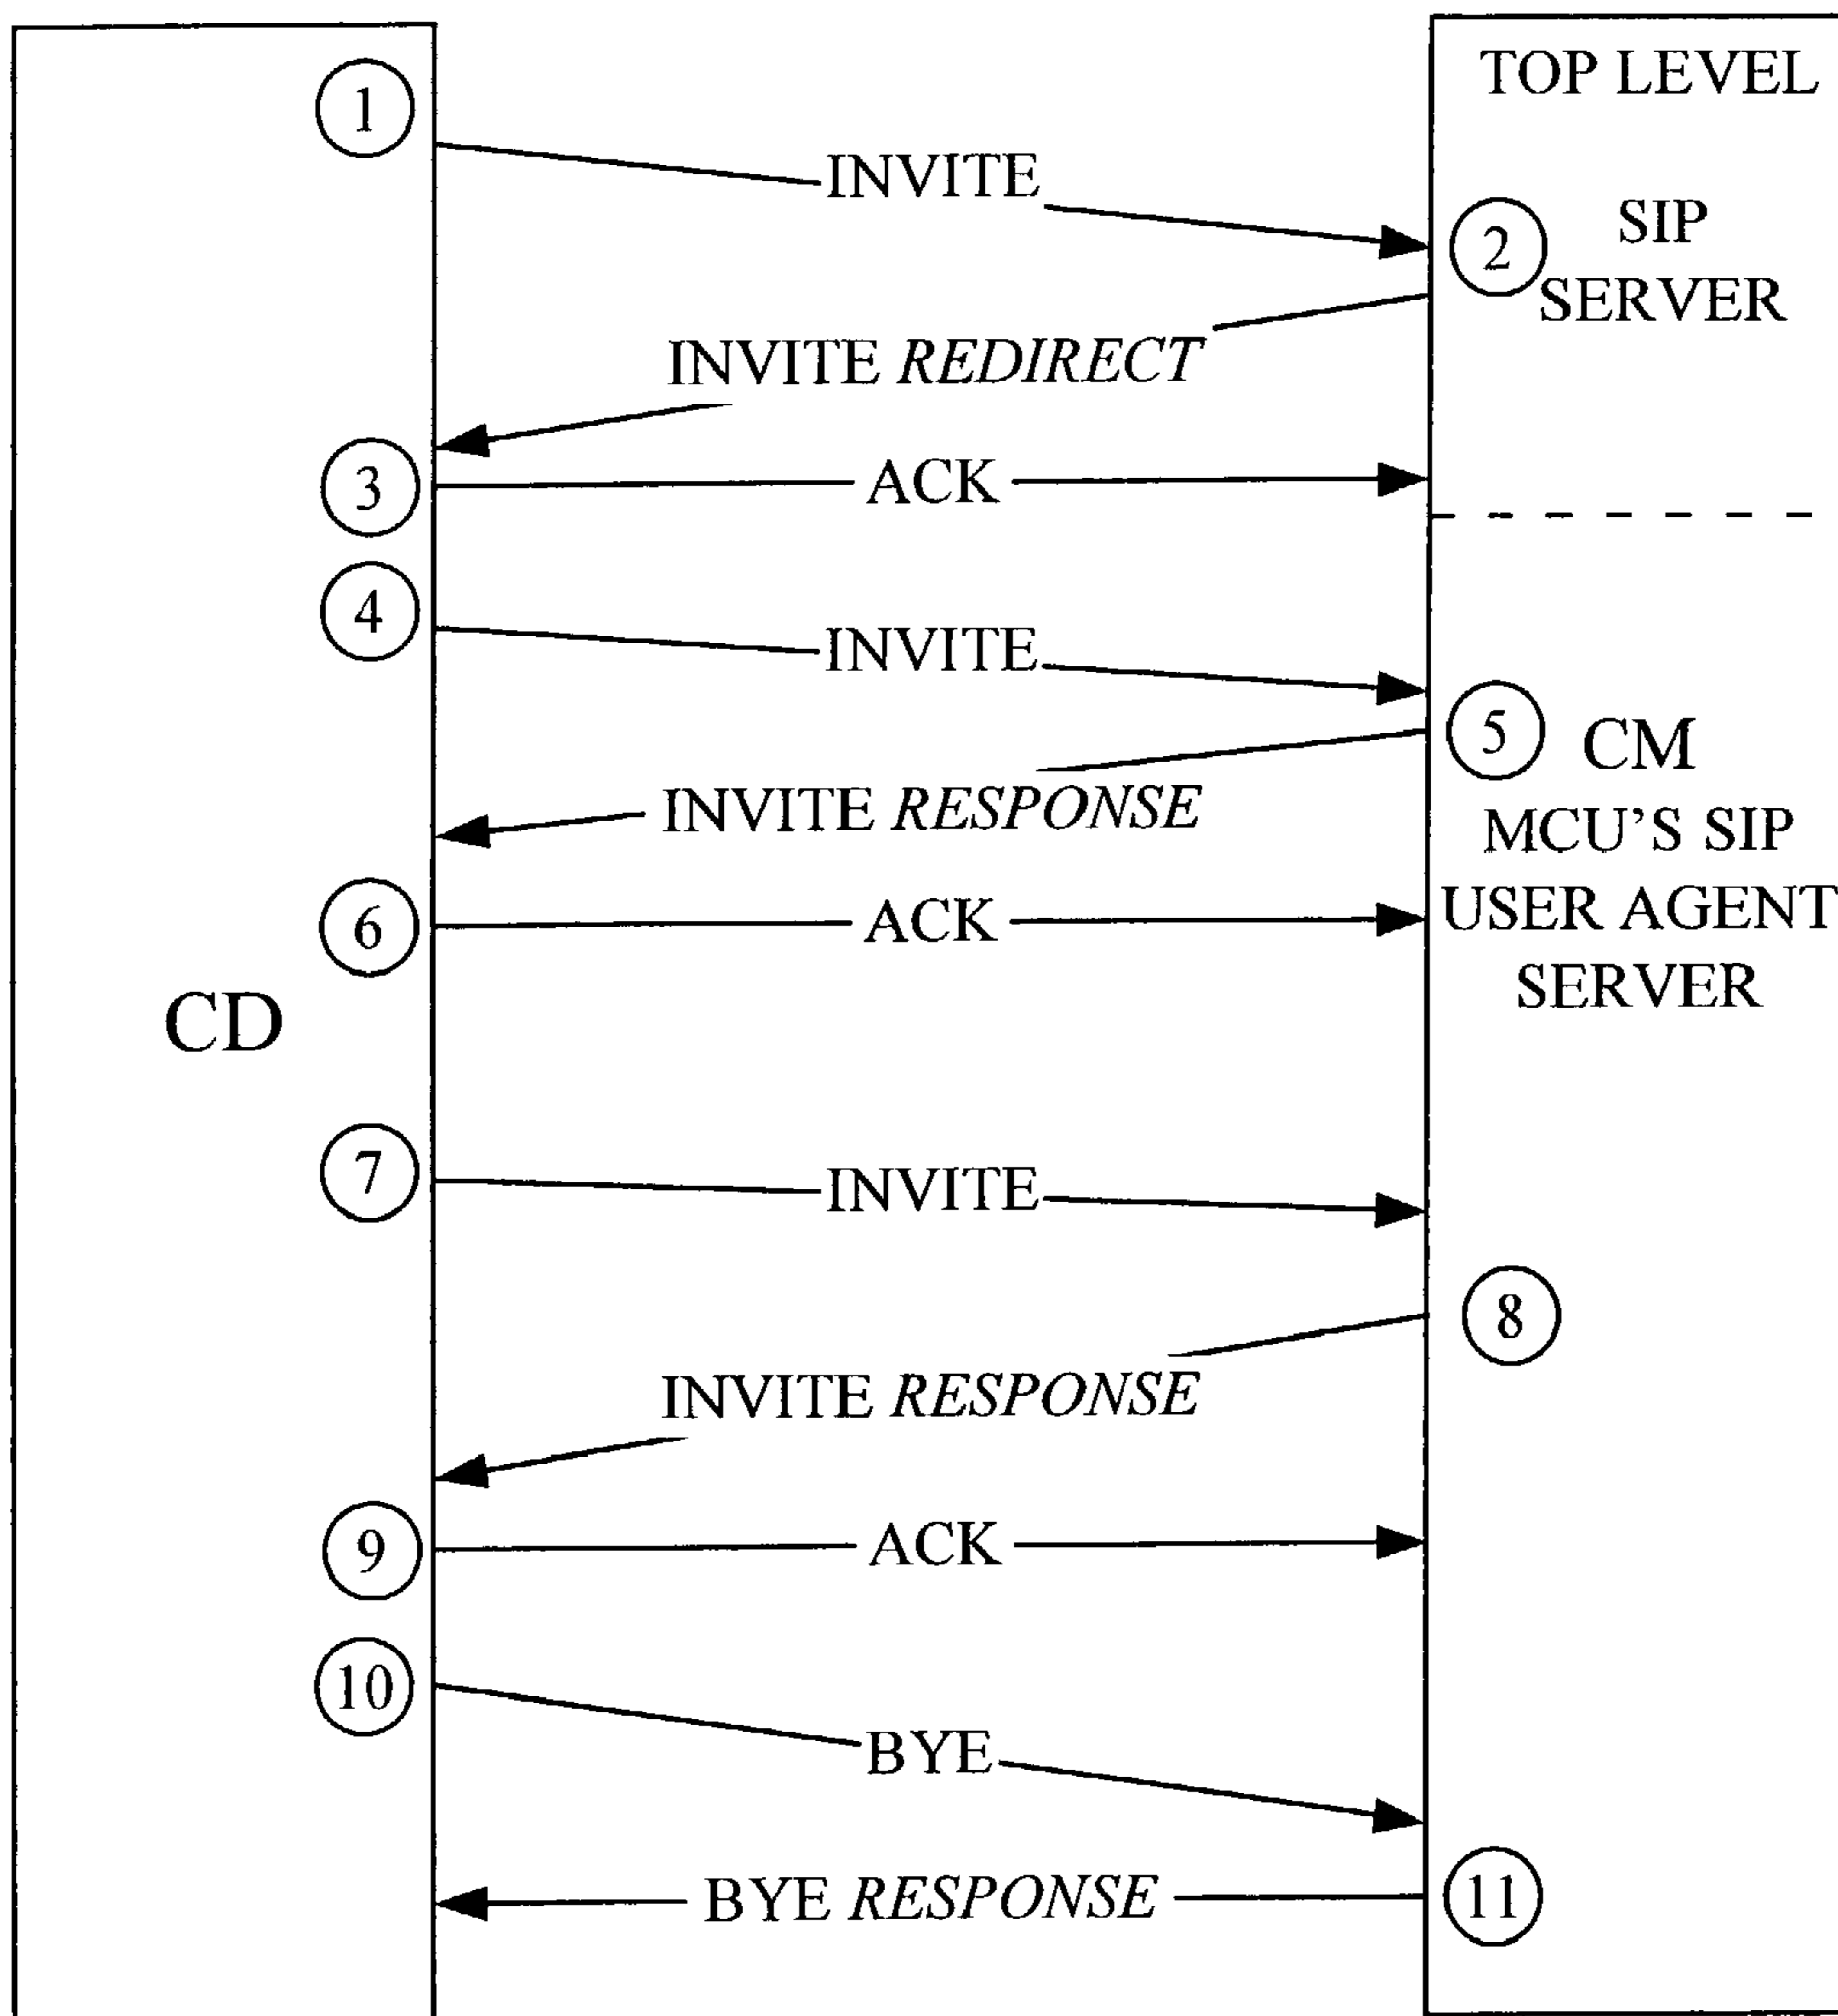 TOP LEVEL
1
INVITE
2
SIP
SERVER
INVITE REDIRECT
3
ACK
4
INVITE
5
CM
INVITE RESPONSE
MCU'S SIP
6
ACK
USER AGENT
SERVER
CD
7
INVITE
8
INVITE RESPONSE
9
ACK
10
BYE
BYE RESPONSE
11